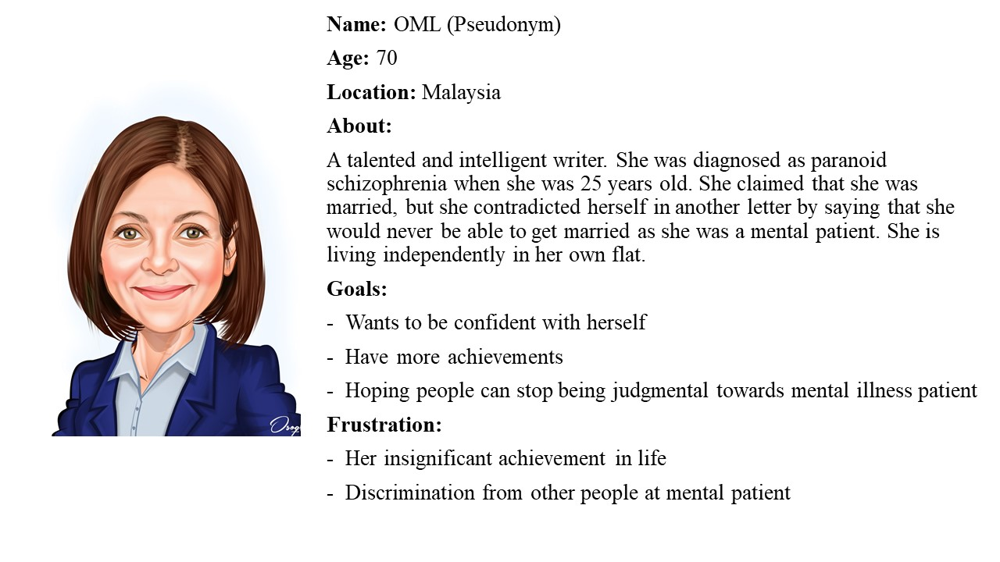 Name: OML (Pseudonym)
Age: 70
Location: Malaysia
About:
A talented and intelligent writer. She was diagnosed as paranoid
schizophrenia when she was 25 years old. She claimed that she was
married, but she contradicted herself in another letter by saying that she
would never be able to get married as she was a mental patient. She is
living independently in her own flat.
Goals:
- Wants to be confident with herself
- Have more achievements
- Hoping people can stop being judgmental towards mental illness patient
Frustration:
- Her insignificant achievement in life
- Discrimination from other people at mental patient